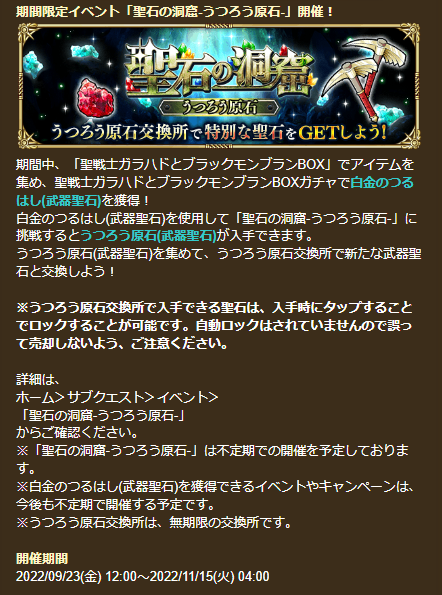 期間限定イベント「聖石の洞窟-うつろう原石-」開催！
聖石の洞窟
うつろう原石
うつろう原石交換所で特別な聖石をGETしよう!
期間中、「聖戦士ガラハドとブラックモンブランBOX」でアイテムを
集め、聖戦士ガラハドとブラックモンブランBOXガチャで白金のつる
はし(武器聖石)を獲得！
白金のつるはし(武器聖石)を使用して「聖石の洞窟-うつろう原石-」に
挑戦するとうつろう原石(武器聖石)が入手できます。
うつろう原石(武器聖石)を集めて、うつろう原石交換所で新たな武器聖
石と交換しよう！
※うつろう原石交換所で入手できる聖石は、入手時にタップすること
でロックすることが可能です。自動ロックはされていませんので誤っ
て売却しないよう、ご注意ください。
詳細は、
ホーム＞サブクエスト＞イベント＞
「聖石の洞窟-うつろう原石-」
からご確認ください。
※「聖石の洞窟-うつろう原石-」は不定期での開催を予定しておりま
す。
※白金のつるはし(武器聖石)を獲得できるイベントやキャンペーンは、
今後も不定期で開催する予定です。
※うつろう原石交換所は、無期限の交換所です。
開催期間
2022/09/23(金) 12:00～2022/11/15(火) 04:00